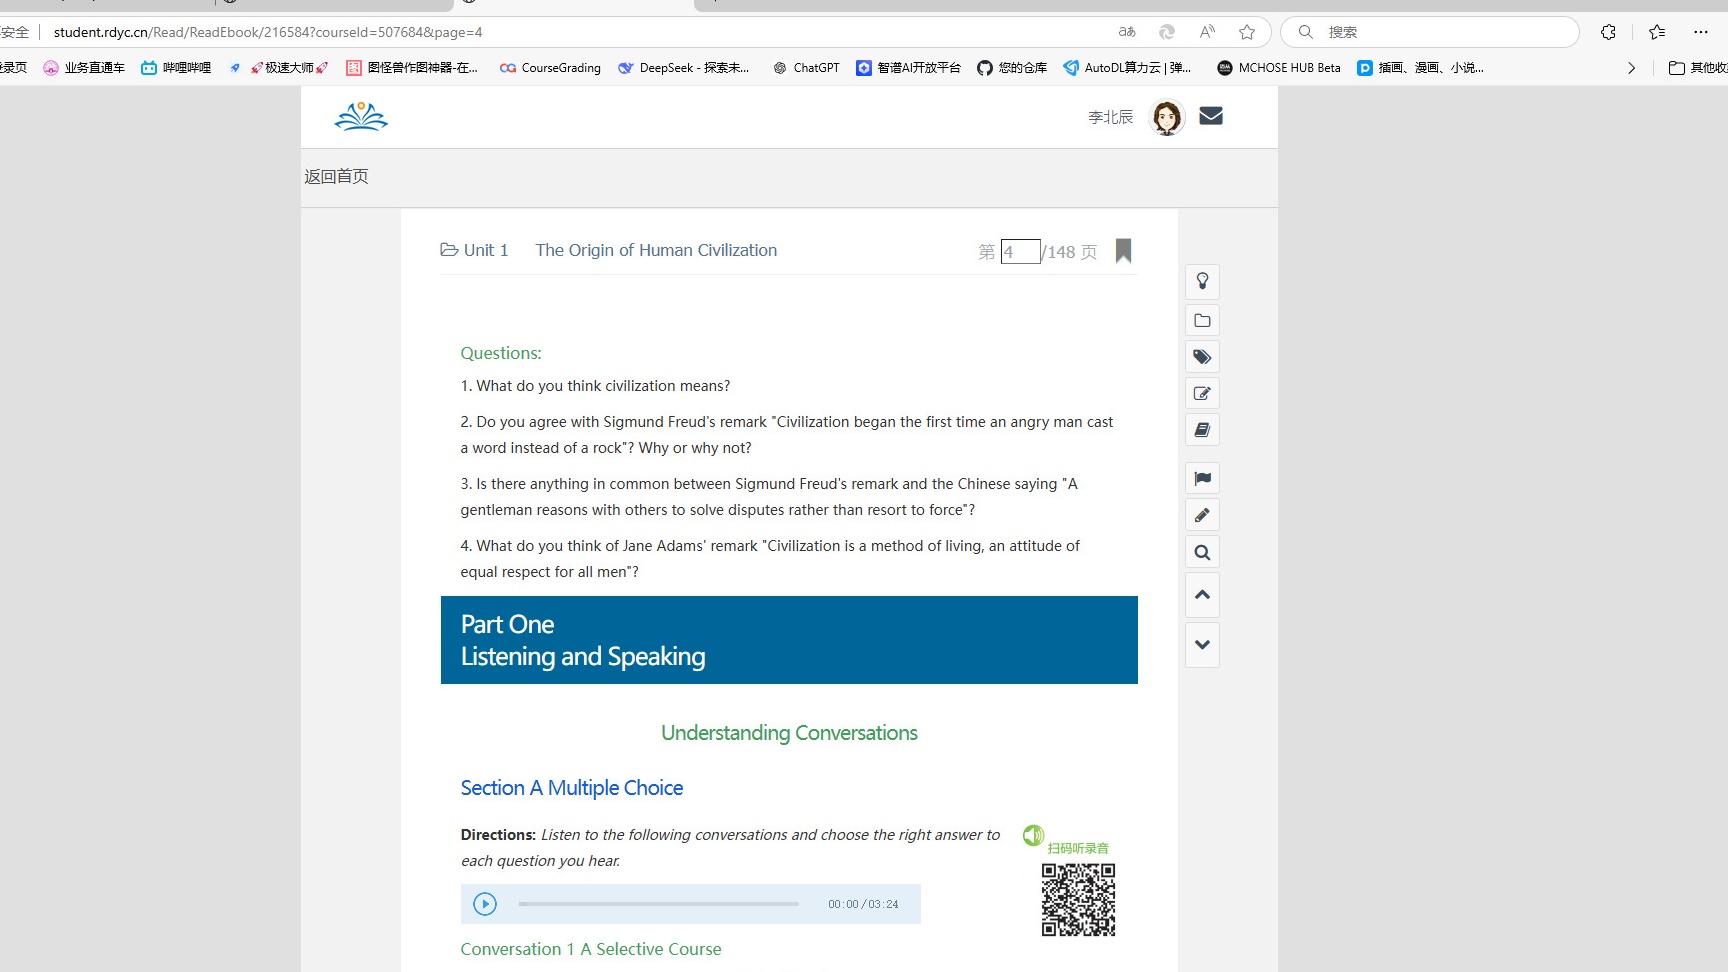 安全 student.rdyc.cn/Read/ReadEbook/216584?courseId=507684&page=4 搜索
登录页 业务直通车 哔哩哔哩 🚀极速大师🚀 图怪兽作图神器-在... CourseGrading DeepSeek - 探索未... ChatGPT 智谱AI开放平台 您的仓库 AutoDL算力云 | 弹... MCHOSE HUB Beta 插画、漫画、小说... 其他收
李北辰
返回首页
Unit 1 The Origin of Human Civilization 第 4/148 页
Questions:
1. What do you think civilization means?
2. Do you agree with Sigmund Freud's remark "Civilization began the first time an angry man cast
a word instead of a rock"? Why or why not?
3. Is there anything in common between Sigmund Freud's remark and the Chinese saying "A
gentleman reasons with others to solve disputes rather than resort to force"?
4. What do you think of Jane Adams' remark "Civilization is a method of living, an attitude of
equal respect for all men"?
Part One
Listening and Speaking
Understanding Conversations
Section A Multiple Choice
Directions: Listen to the following conversations and choose the right answer to
each question you hear.
扫码听录音
00:00/03:24
Conversation 1 A Selective Course